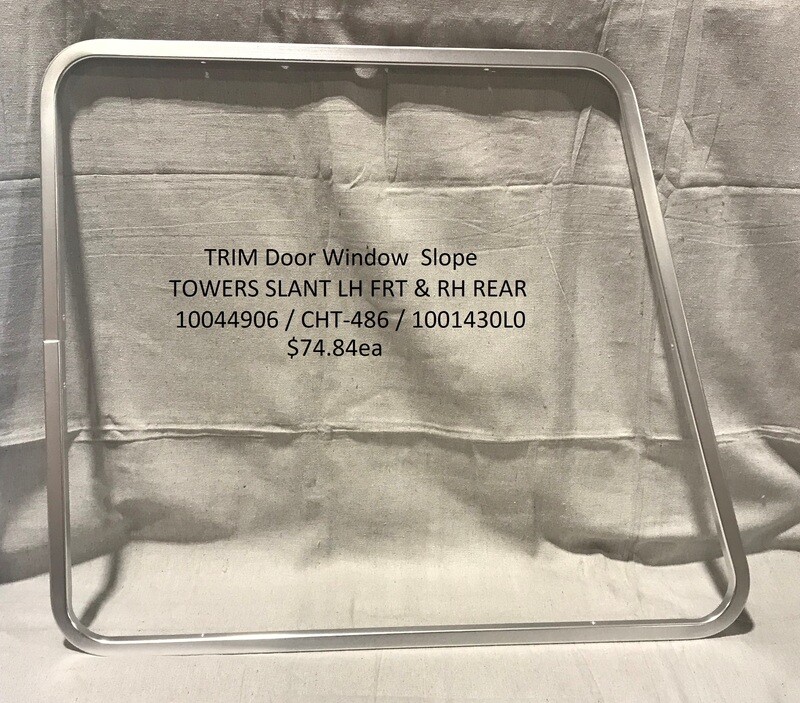 TRIM Door Window  Slope
TOWERS SLANT LH FRT & RH REAR
10044906 / CHT-486 / 1001430L0
$74.84ea